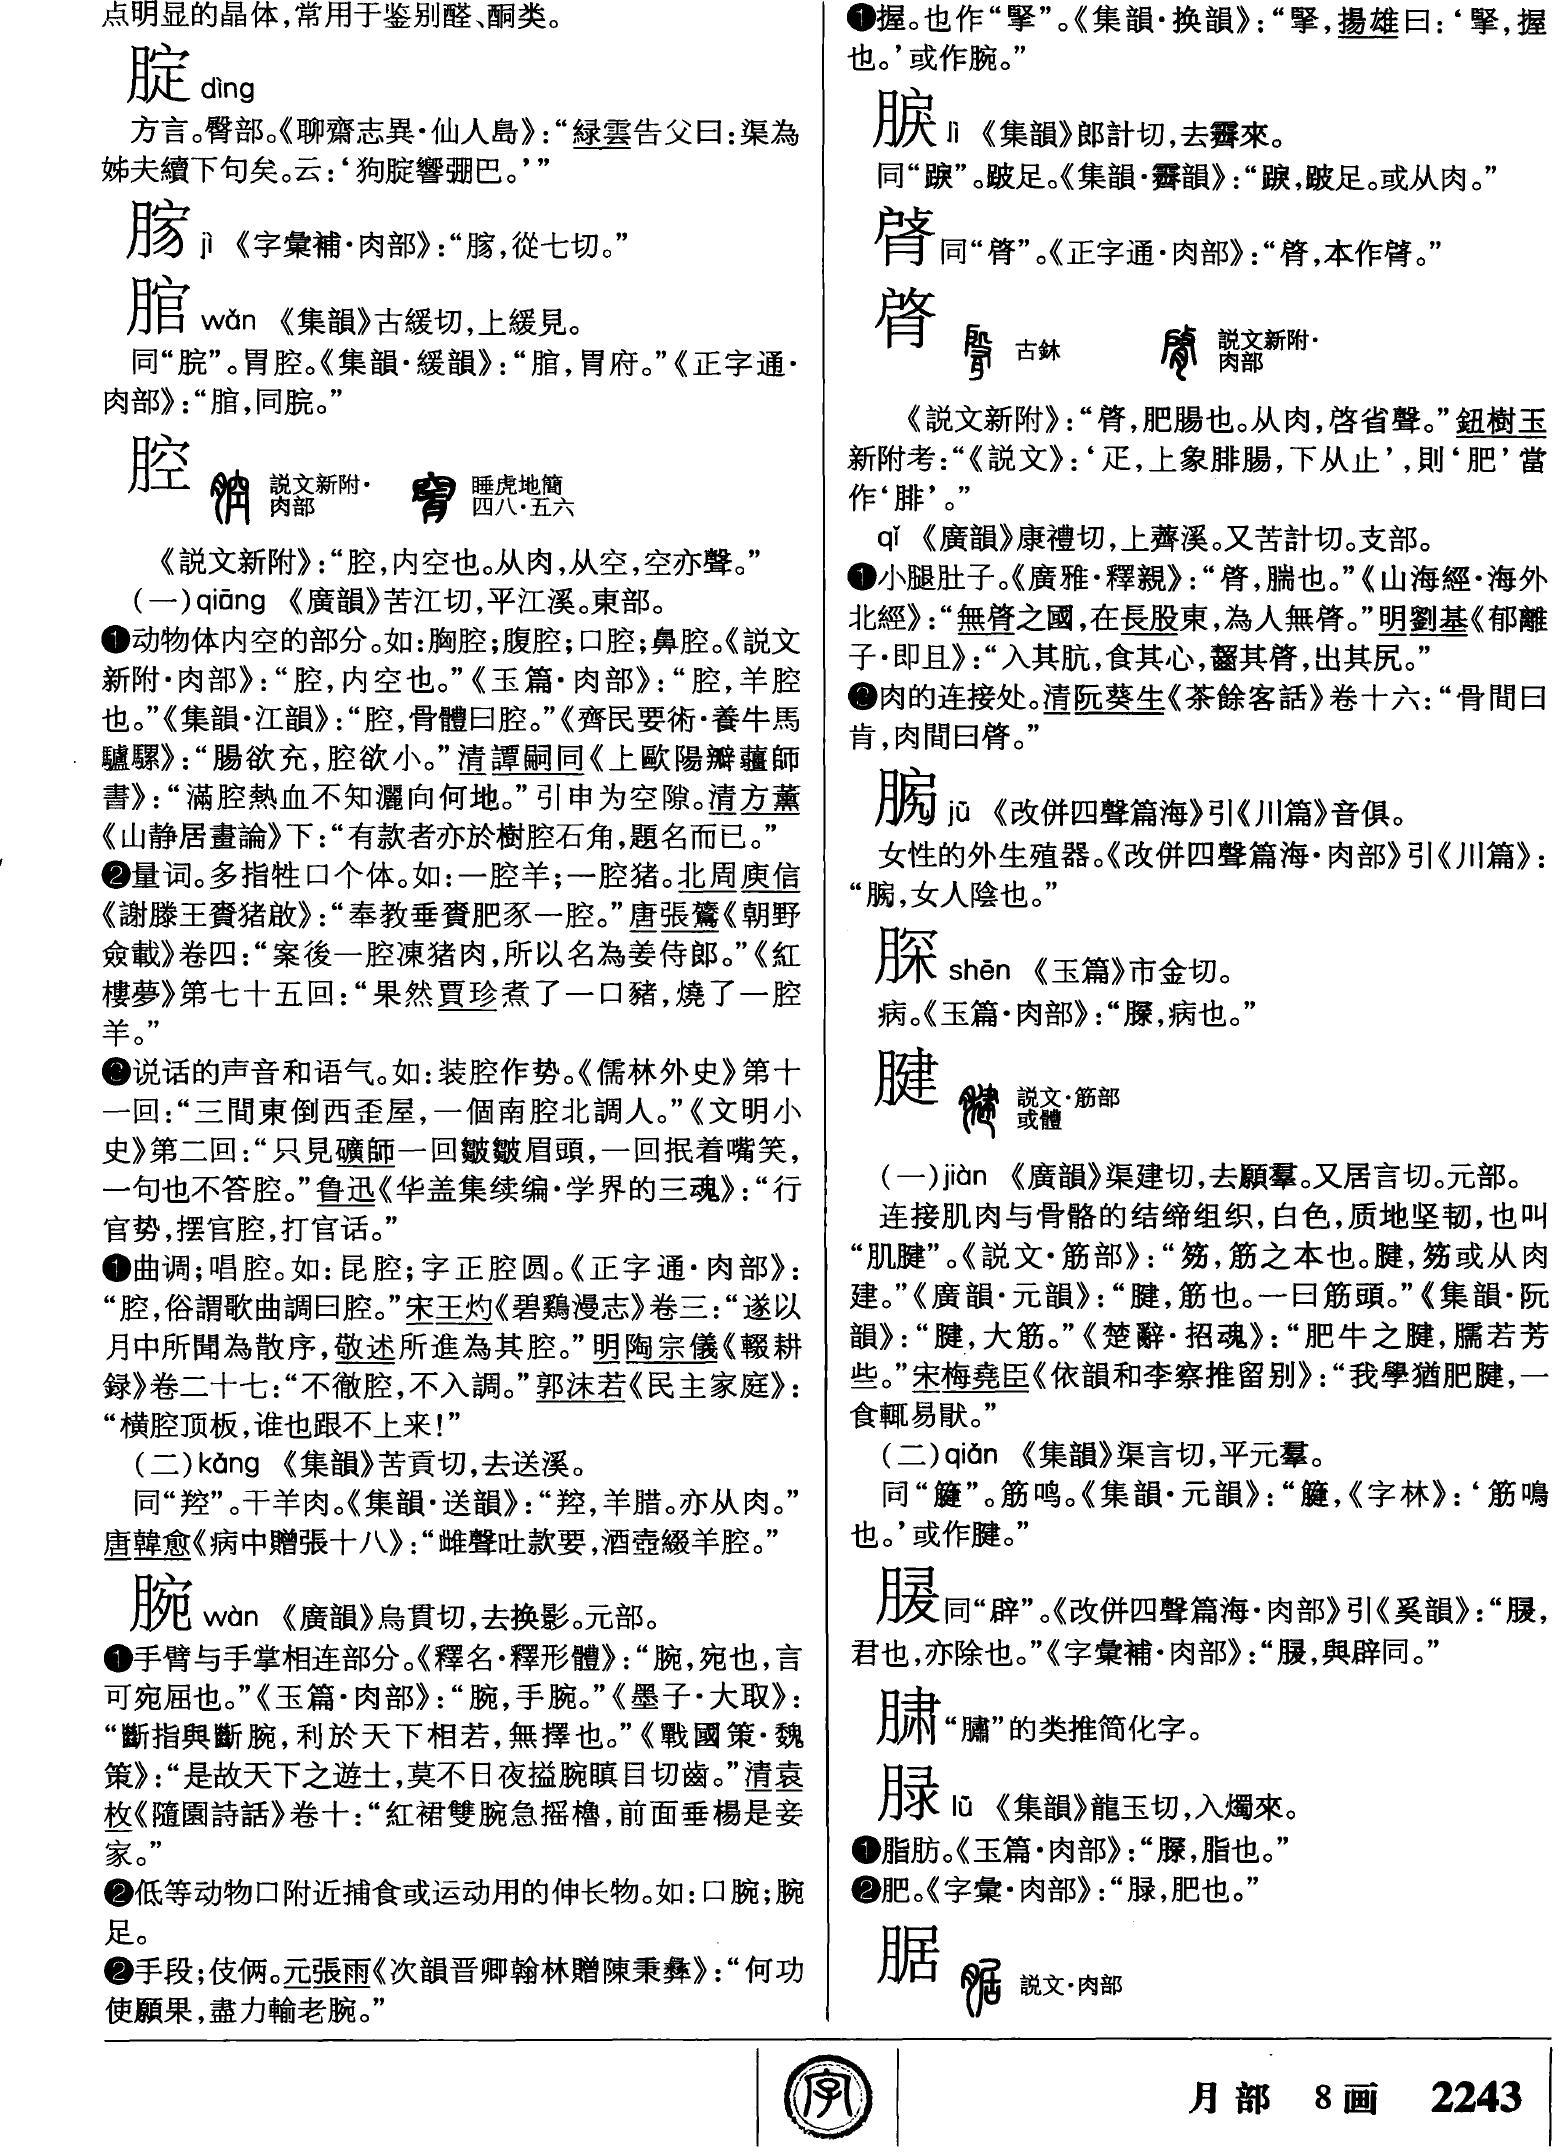 点明显的晶体，常用于鉴别醛、酮类。
腚 dìng
方言。臀部。《聊齋志異·仙人島》：“緑雲告父曰：渠為
姊夫續下句矣。云：‘狗腚響弸巴。’”
jì 《字彙補·肉部》：“，從七切。”
腤 wǎn 《集韻》古緩切，上緩見。
同“脘”。胃腔。《集韻·緩韻》：“，胃府。”《正字通·
肉部》：“，同脘。”
腔 説文新附·肉部 睡虎地簡四八·五六
《説文新附》：“腔，内空也。从肉，从空，空亦聲。”
(一)qiāng 《廣韻》苦江切，平江溪。東部。
❶动物体内空的部分。如：胸腔；腹腔；口腔；鼻腔。《説文
新附·肉部》：“腔，内空也。”《玉篇·肉部》：“腔，羊腔
也。”《集韻·江韻》：“腔，骨體曰腔。”《齊民要術·養牛馬
驢騾》：“腸欲充，腔欲小。”清譚嗣同《上歐陽瓣薑師
書》：“滿腔熱血不知灑向何地。”引申为空隙。清方薰
《山静居畫論》下：“有款者亦於樹腔石角，題名而已。”
❷量词。多指牲口个体。如：一腔羊；一腔猪。北周庾信
《謝滕王賚猪啟》：“奉教垂賚肥豕一腔。”唐張鷟《朝野
僉載》卷四：“案後一腔凍猪肉，所以名為姜侍郎。”《紅
樓夢》第七十五回：“果然賈珍煮了一口豬，燒了一腔
羊。”
❸说话的声音和语气。如：装腔作势。《儒林外史》第十
一回：“三間東倒西歪屋，一個南腔北調人。”《文明小
史》第二回：“只見礦師一回皺皺眉頭，一回抿着嘴笑，
一句也不答腔。”鲁迅《华盖集续编·学界的三魂》：“行
官势，摆官腔，打官话。”
❶曲调；唱腔。如：昆腔；字正腔圆。《正字通·肉部》：
“腔，俗謂歌曲調曰腔。”宋王灼《碧鷄漫志》卷三：“遂以
月中所聞為散序，敬述所進為其腔。”明陶宗儀《輟耕
録》卷二十七：“不徹腔，不入調。”郭沫若《民主家庭》：
“横腔顶板，谁也跟不上来！”
(二)kǎng 《集韻》苦貢切，去送溪。
同“羫”。干羊肉。《集韻·送韻》：“羫，羊腊。亦从肉。”
唐韓愈《病中贈張十八》：“雌聲吐款要，酒壺綴羊腔。”
腕 wàn 《廣韻》烏貫切，去换影。元部。
❶手臂与手掌相连部分。《釋名·釋形體》：“腕，宛也，言
可宛屈也。”《玉篇·肉部》：“腕，手腕。”《墨子·大取》：
“斷指與斷腕，利於天下相若，無擇也。”《戰國策·魏
策》：“是故天下之遊士，莫不日夜搤腕瞋目切齒。”清袁
枚《隨園詩話》卷十：“紅裙雙腕急摇櫓，前面垂楊是妾
家。”
❷低等动物口附近捕食或运动用的伸长物。如：口腕；腕
足。
❷手段；伎俩。元張雨《次韻晋卿翰林贈陳秉彝》：“何功
使願果，盡力輸老腕。”
❶握。也作“掔”。《集韻·换韻》：“掔，揚雄曰：‘掔，握
也。’或作腕。”
脷 lì 《集韻》郎計切，去霽來。
同“䟐”。跛足。《集韻·霽韻》：“䟐，跛足。或从肉。”
同“腎”。《正字通·肉部》：“，本作。”
䏿 古鉥 説文新附·肉部
《説文新附》：“䏿，肥腸也。从肉，啓省聲。”鈕樹玉
新附考：“《説文》：‘疋，上象腓腸，下从止’，則‘肥’當
作‘腓’。”
qǐ 《廣韻》康禮切，上薺溪。又苦計切。支部。
❶小腿肚子。《廣雅·釋親》：“䏿，腨也。”《山海經·海外
北經》：“無䏿之國，在長股東，為人無䏿。”明劉基《郁離
子·即且》：“入其肮，食其心，齧其䏿，出其尻。”
❷肉的连接处。清阮葵生《茶餘客話》卷十六：“骨間曰
肯，肉間曰䏿。”
jū 《改併四聲篇海》引《川篇》音俱。
女性的外生殖器。《改併四聲篇海·肉部》引《川篇》：
“，女人陰也。”
shēn 《玉篇》市金切。
病。《玉篇·肉部》：“，病也。”
腱 説文·筋部或體
(一)jiàn 《廣韻》渠建切，去願羣。又居言切。元部。
连接肌肉与骨骼的结缔组织，白色，质地坚韧，也叫
“肌腱”。《説文·筋部》：“笏，筋之本也。腱，笏或从肉
建。”《廣韻·元韻》：“腱，筋也。一曰筋頭。”《集韻·阮
韻》：“腱，大筋。”《楚辭·招魂》：“肥牛之腱，臑若芳
些。”宋梅堯臣《依韻和李察推留别》：“我學猶肥腱，一
食輒易猒。”
(二)qián 《集韻》渠言切，平元羣。
同“”。筋鸣。《集韻·元韻》：“，《字林》：‘筋鳴
也。’或作腱。”
同“辟”。《改併四聲篇海·肉部》引《奚韻》：“，
君也，亦除也。”《字彙補·肉部》：“，與辟同。”
“膚”的类推简化字。
lǜ 《集韻》龍玉切，入燭來。
❶脂肪。《玉篇·肉部》：“，脂也。”
❷肥。《字彙·肉部》：“，肥也。”
腒 説文·肉部
字
月部 8画 2243